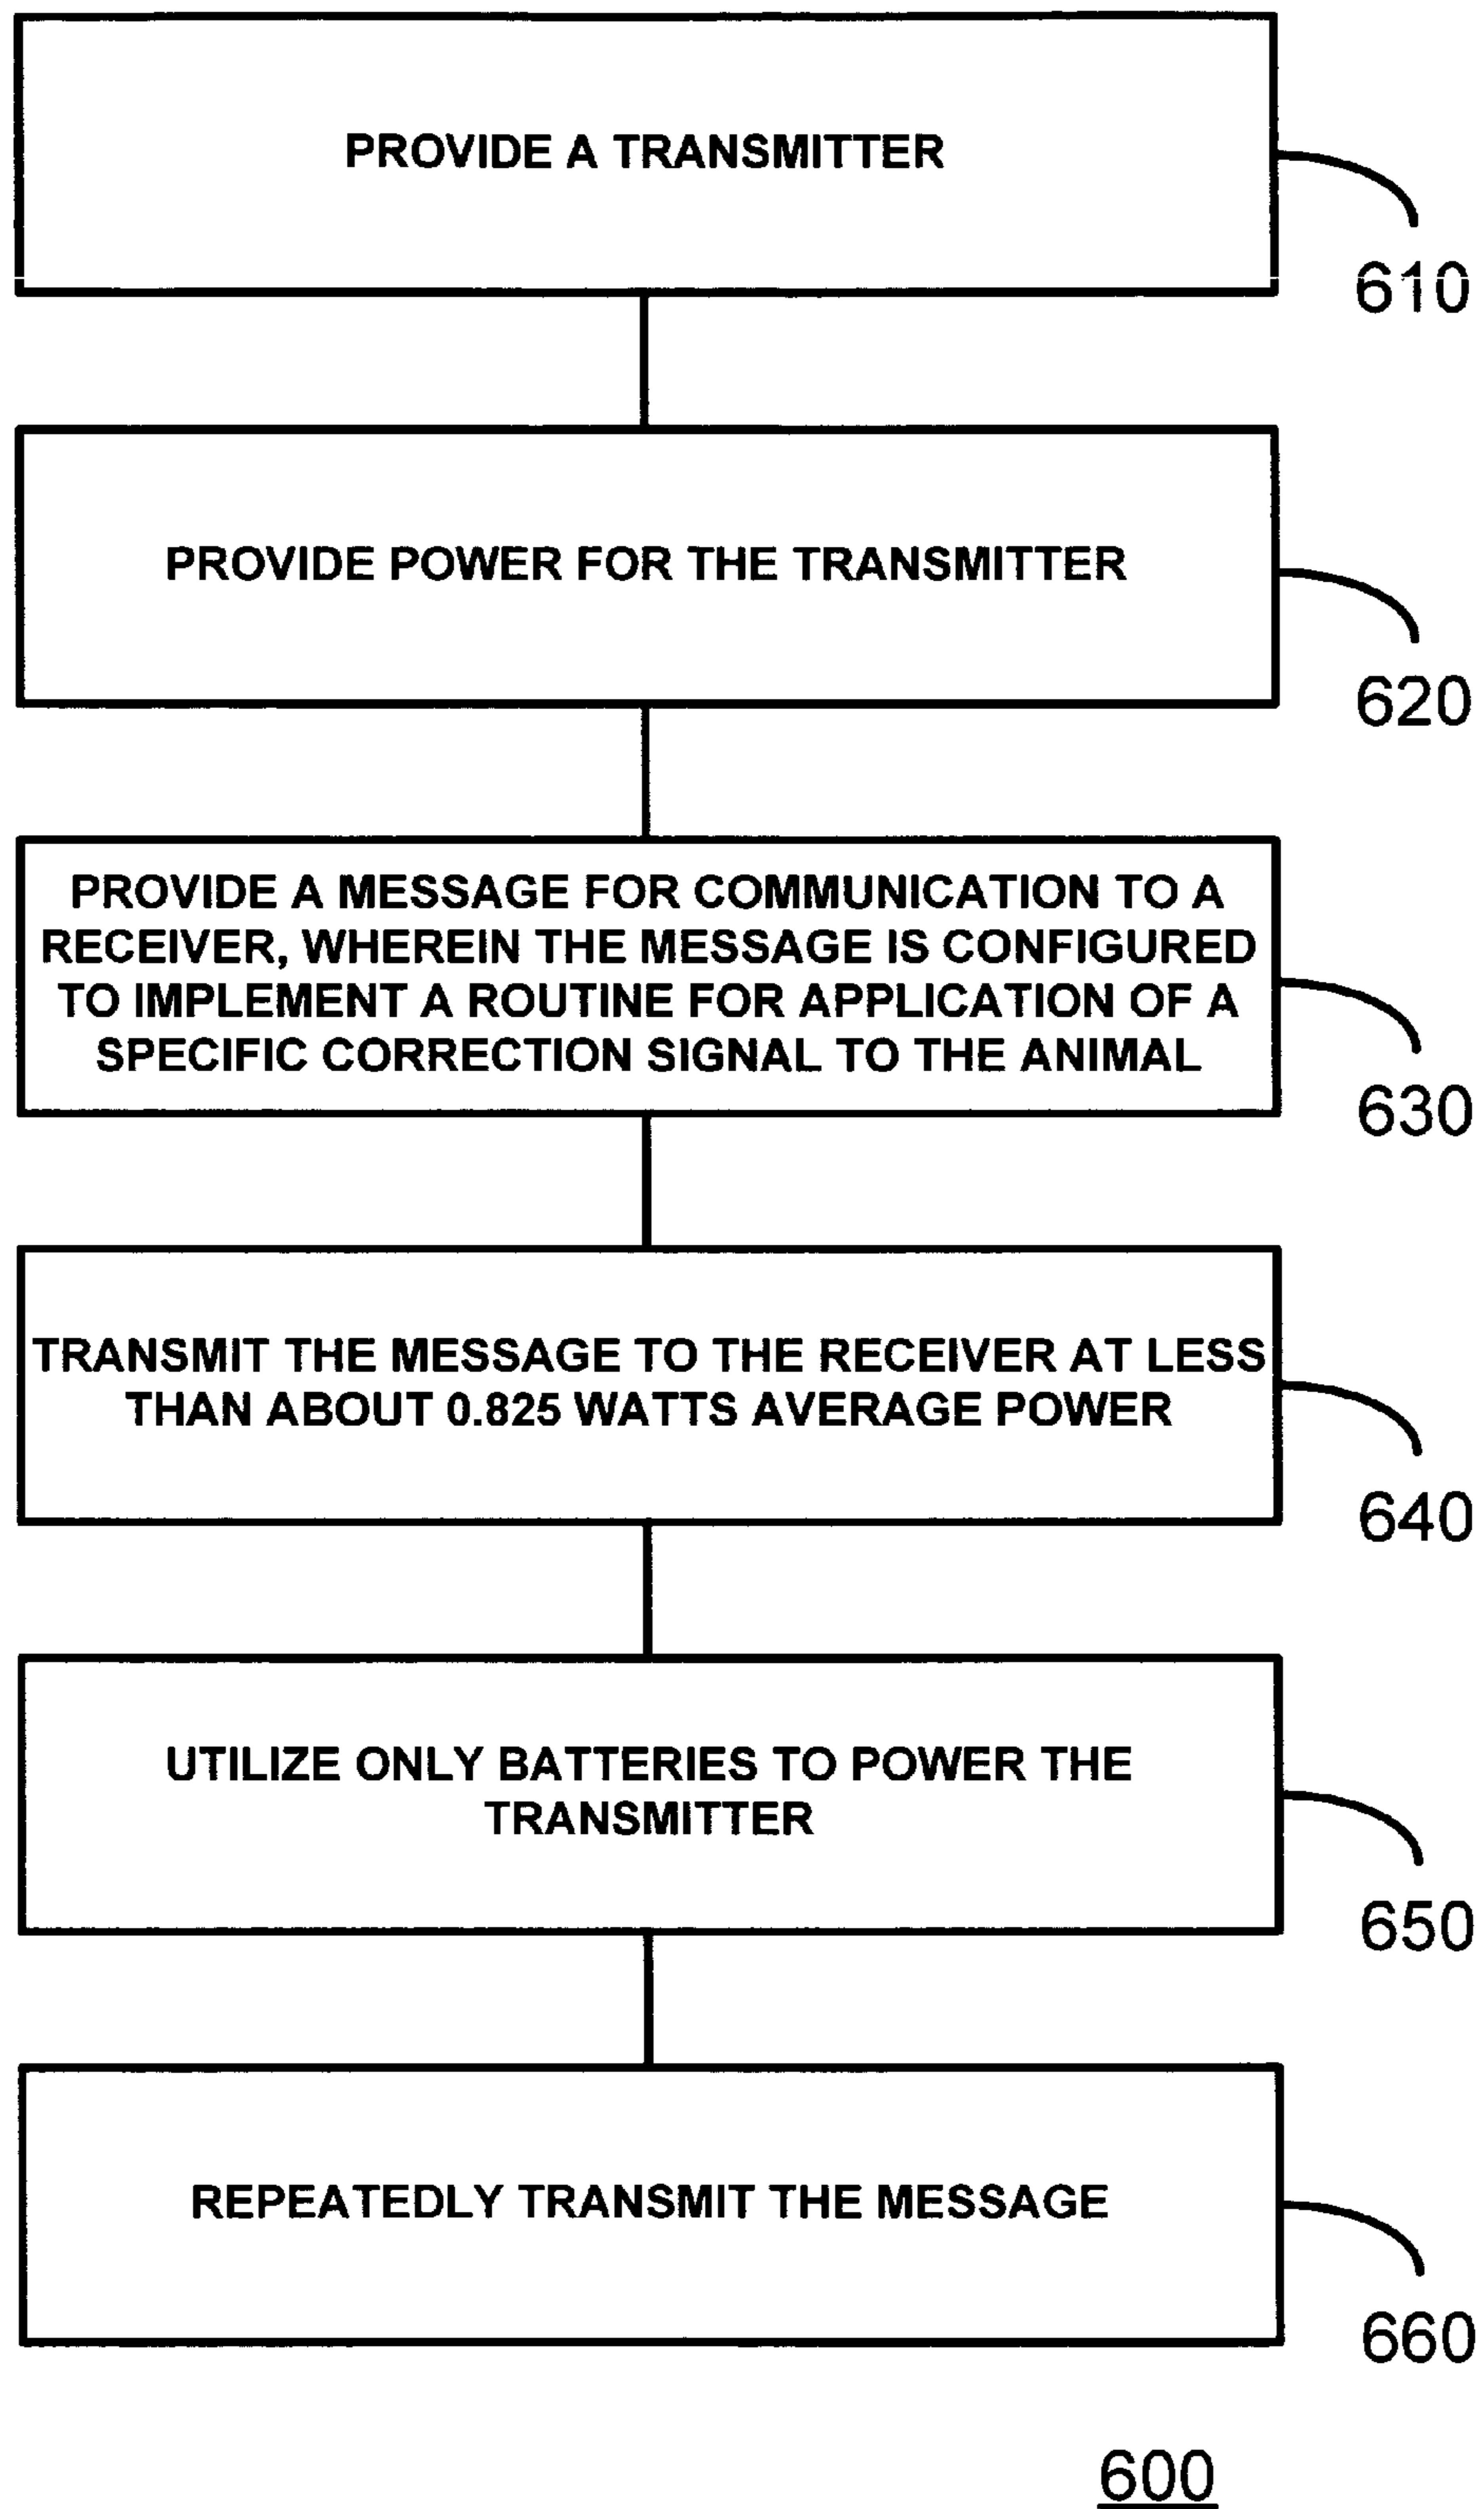 PROVIDE A TRANSMITTER
610
PROVIDE POWER FOR THE TRANSMITTER
620
PROVIDE A MESSAGE FOR COMMUNICATION TO A
RECEIVER, WHEREIN THE MESSAGE IS CONFIGURED
TO IMPLEMENT A ROUTINE FOR APPLICATION OF A
SPECIFIC CORRECTION SIGNAL TO THE ANIMAL
630
TRANSMIT THE MESSAGE TO THE RECEIVER AT LESS
THAN ABOUT 0.825 WATTS AVERAGE POWER
640
UTILIZE ONLY BATTERIES TO POWER THE
TRANSMITTER
650
REPEATEDLY TRANSMIT THE MESSAGE
660
600